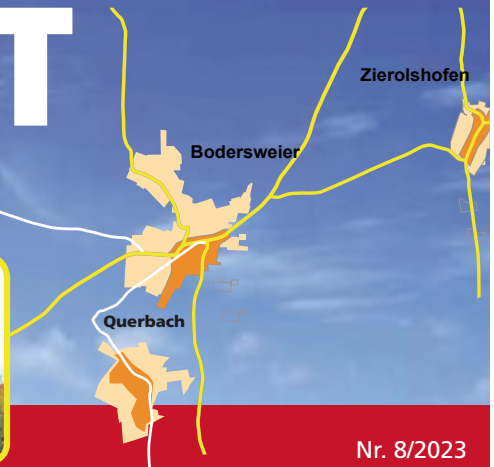 T
Zierolshofen
Bodersweier
Querbach
Nr. 8/2023